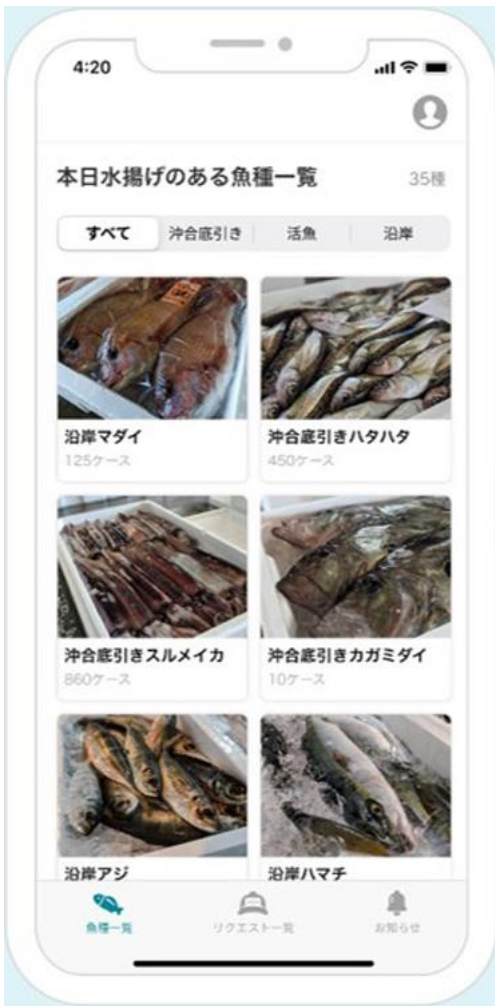 4:20
本日水揚げのある魚種一覧 35種
すべて 沖合底引き 活魚 沿岸
沿岸マダイ 沖合底引きハタハタ
125ケース 450ケース
沖合底引きスルメイカ 沖合底引きカガミダイ
860ケース 10ケース
沿岸アジ 沿岸ハマチ
魚種一覧 リクエスト一覧 お知らせ